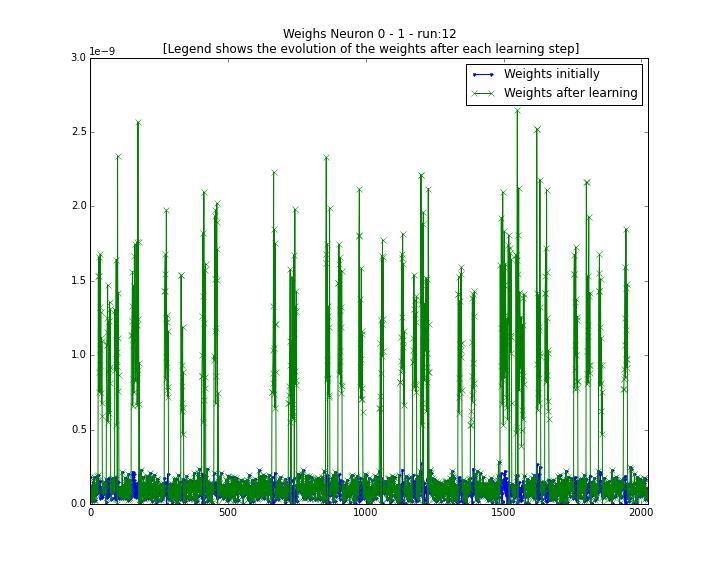 Weighs Neuron 0 - 1 - run:12
[Legend shows the evolution of the weights after each learning step]
1e−9
Weights initially
Weights after learning
3.0
2.5
2.0
1.5
1.0
0.5
0.0
0 500 1000 1500 2000